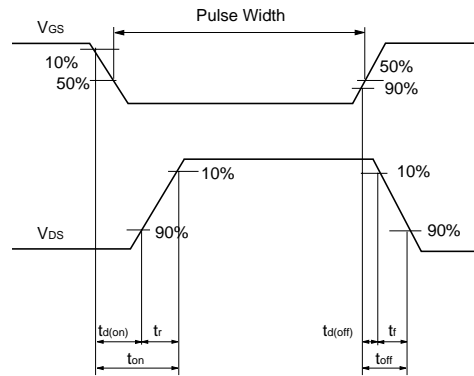 Pulse Width
VGS
10%
50%
50%
90%
10%
10%
VDS
90%
90%
td(on)
tr
td(off)
tf
ton
toff